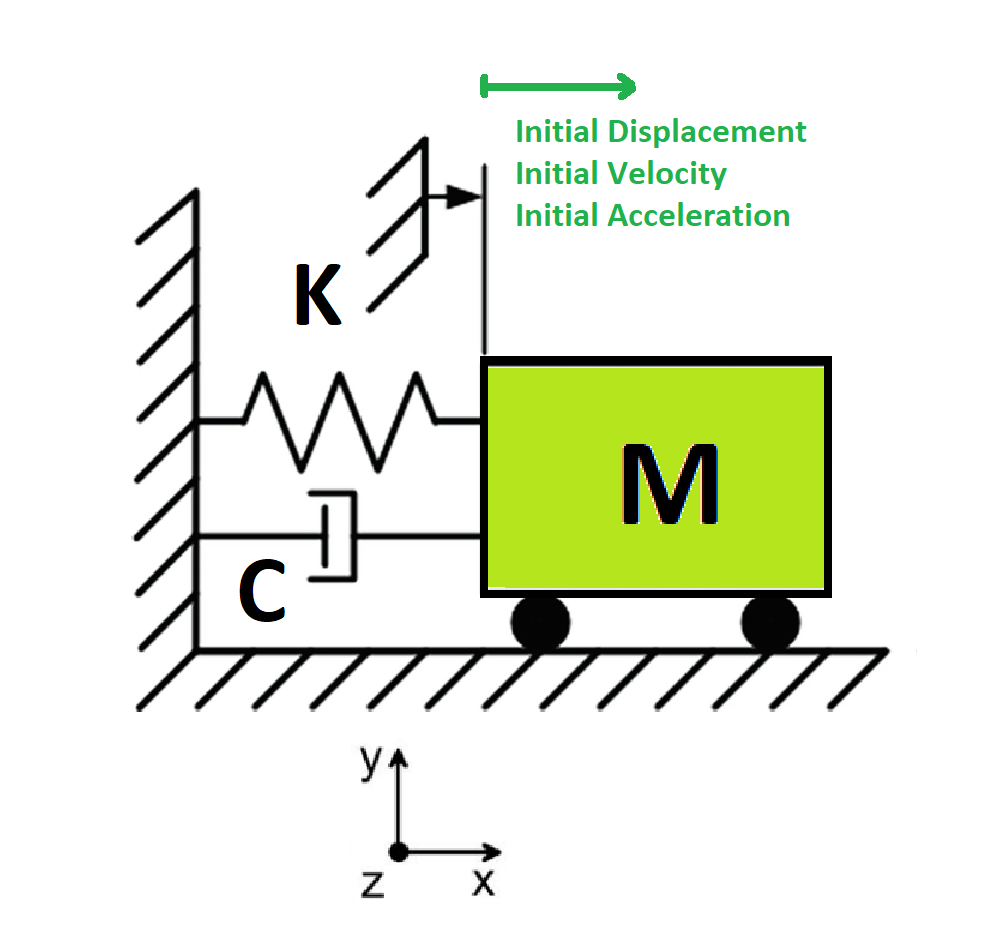 Initial Displacement
Initial Velocity
Initial Acceleration
K
M
C
y
z
x